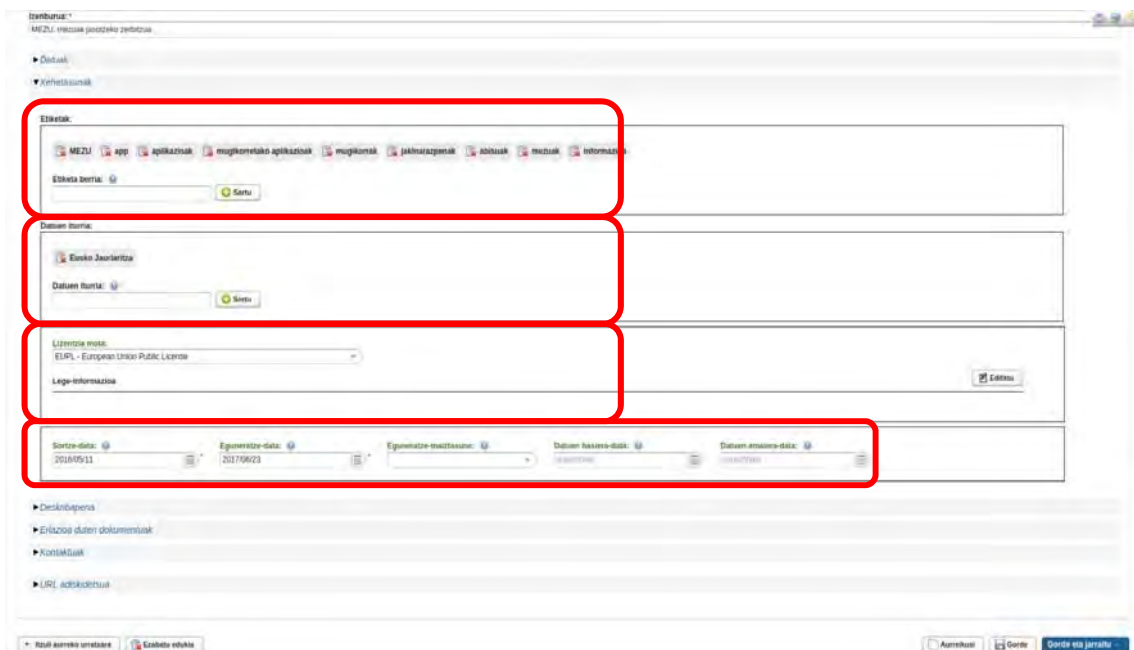 Izenburua: *
MEZU, mezuak jasotzeko zerbitzua
Datuak
Xehetasunak
Etiketak:
MEZU app aplikazioak mugikorretako aplikazioak mugikorrak jakinarazpenak abisuak mezuak informazioa
Etiketa berria:
Sartu
Datuen iturria:
Eusko Jaurlaritza
Datuen iturria:
Sartu
Lizentzia mota:
EUPL - European Union Public License
Lege-informazioa
Editatu
Sortze-data: Eguneratze-data: Eguneratze-maiztasuna: Datuen hasiera-data: Datuen amaiera-data:
2016/05/11 * 2017/06/23 *
Deskribapena
Erlazioa duten dokumentuak
Kontaktuak
URL adiskidetsua
Itzuli aurreko urratsera Ezabatu edukia Aurreikusi Gorde Gorde eta jarraitu